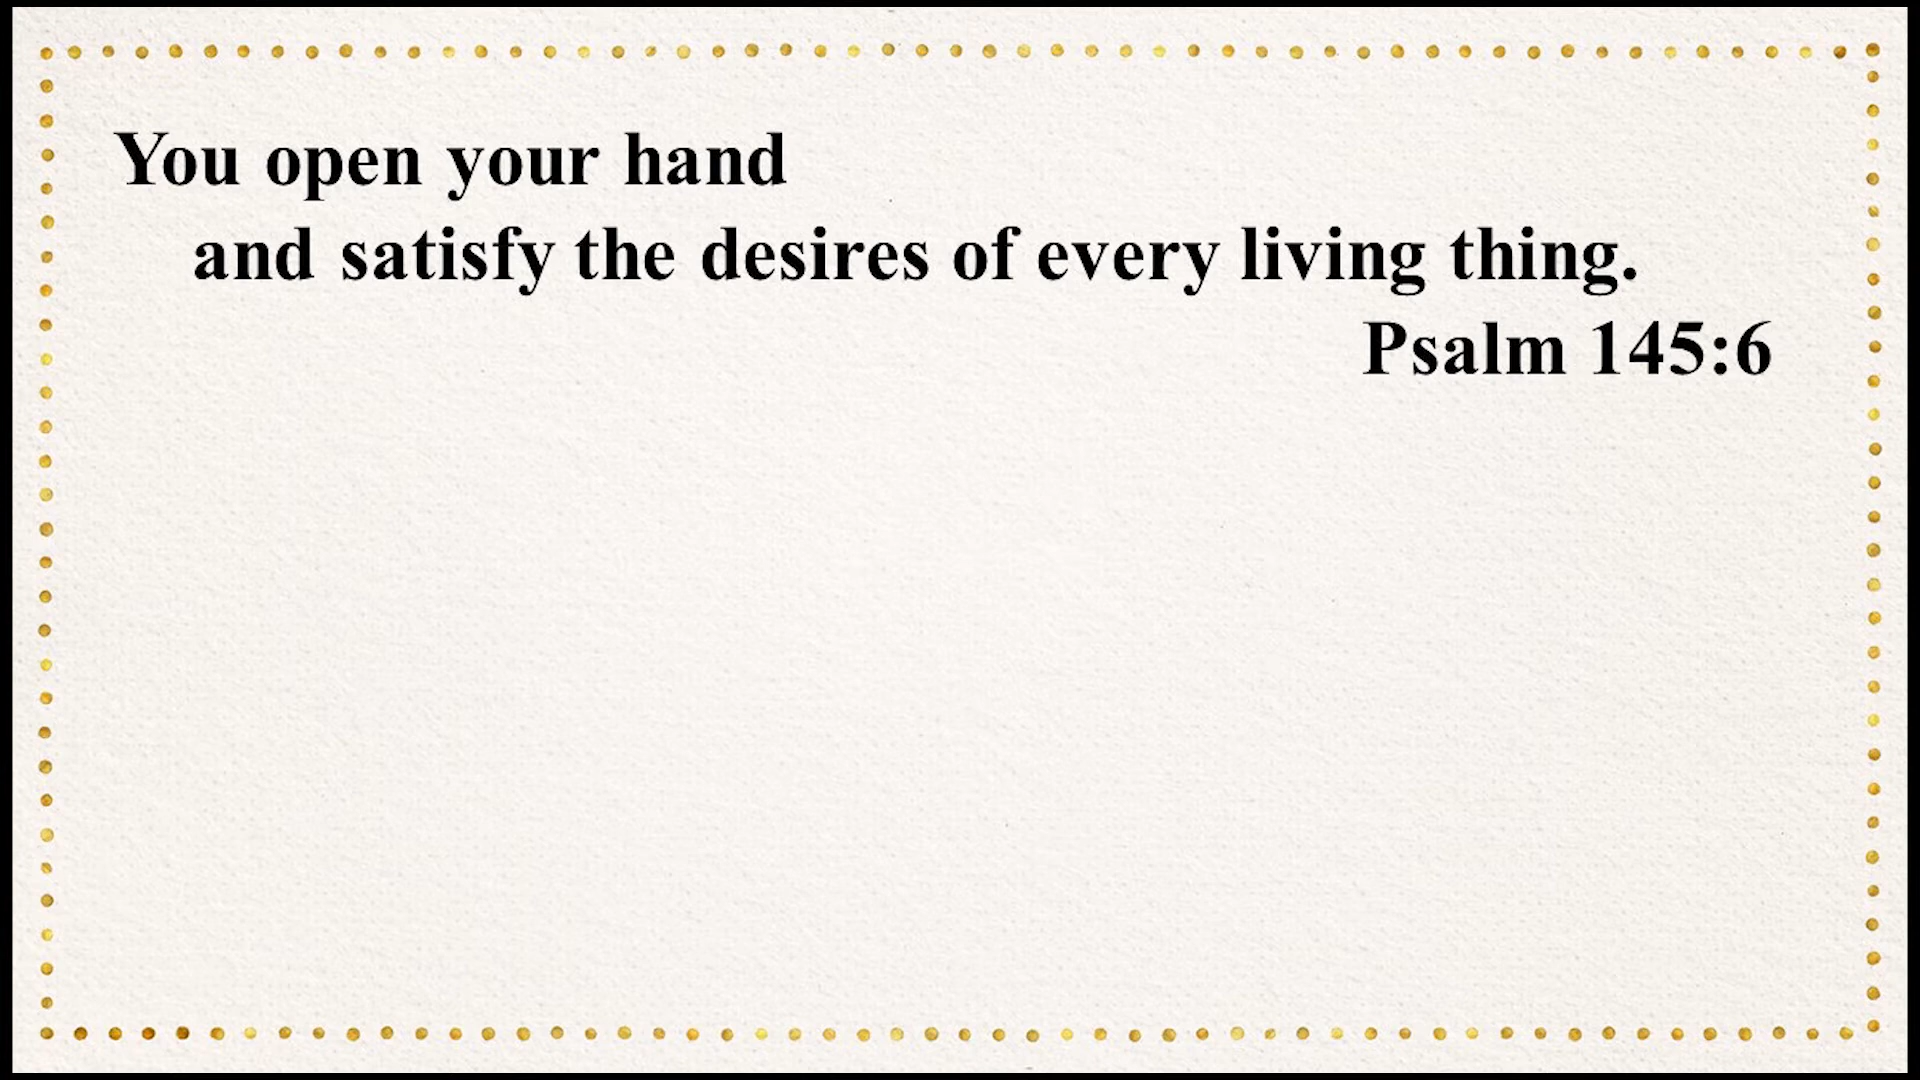 You open your hand
and satisfy the desires of every living thing.
Psalm 145:6